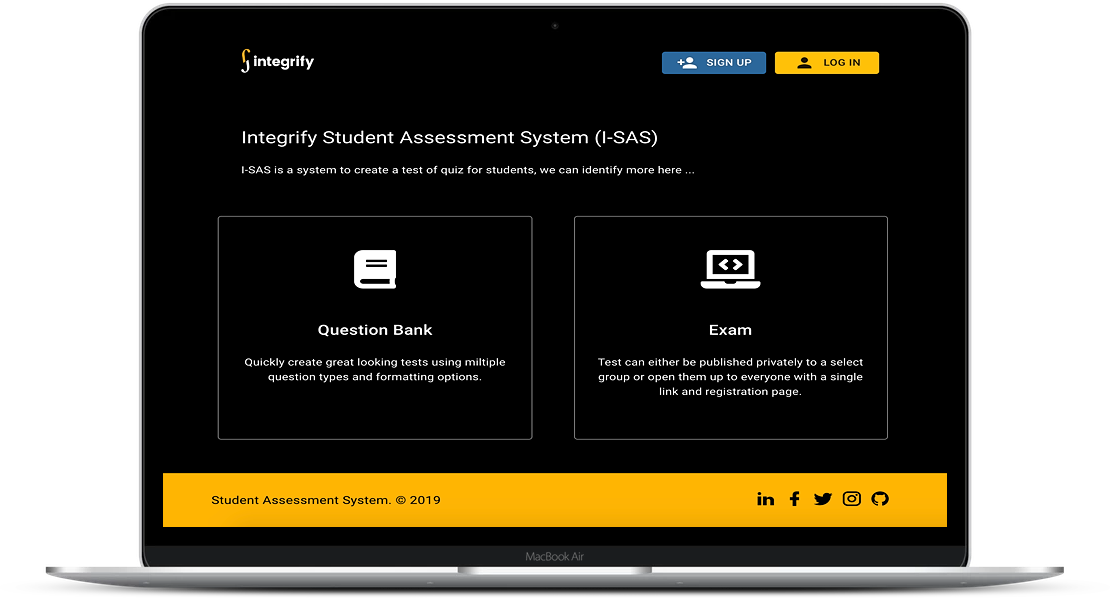 integrify
SIGN UP
LOG IN
Integrify Student Assessment System (I-SAS)
I-SAS is a system to create a test of quiz for students, we can identify more here ...
Question Bank
Quickly create great looking tests using miltiple
question types and formatting options.
Exam
Test can either be published privately to a select
group or open them up to everyone with a single
link and registration page.
Student Assessment System. © 2019
MacBook Air